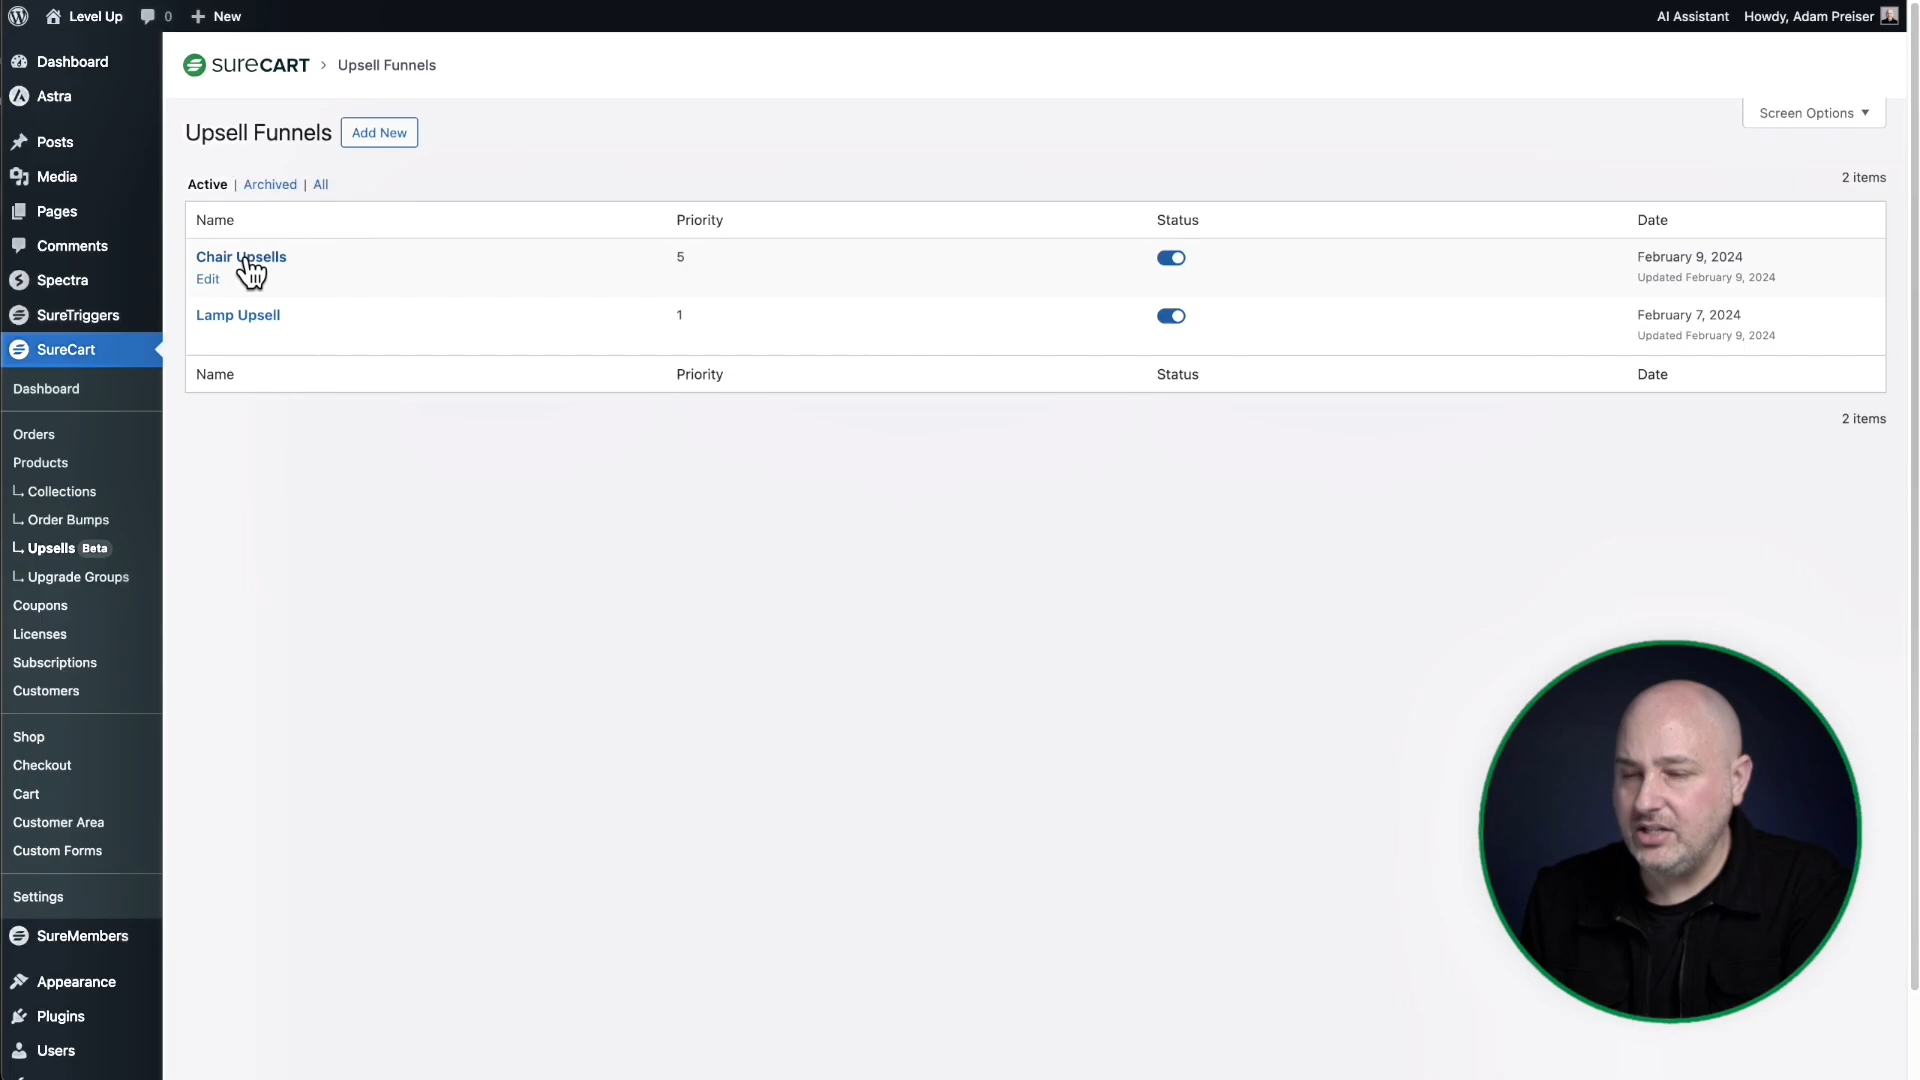 Level Up 0 New AI Assistant Howdy, Adam Preiser
Dashboard
Astra
Posts
Media
Pages
Comments
Spectra
SureTriggers
SureCart
Dashboard
Orders
Products
Collections
Order Bumps
Upsells Beta
Upgrade Groups
Coupons
Licenses
Subscriptions
Customers
Shop
Checkout
Cart
Customer Area
Custom Forms
Settings
SureMembers
Appearance
Plugins
Users
SURECART > Upsell Funnels
Screen Options ▼
Upsell Funnels Add New
Active | Archived | All 2 items
Name Priority Status Date
Chair Upsells 5 February 9, 2024
Edit Updated February 9, 2024
Lamp Upsell 1 February 7, 2024
Updated February 9, 2024
Name Priority Status Date
2 items